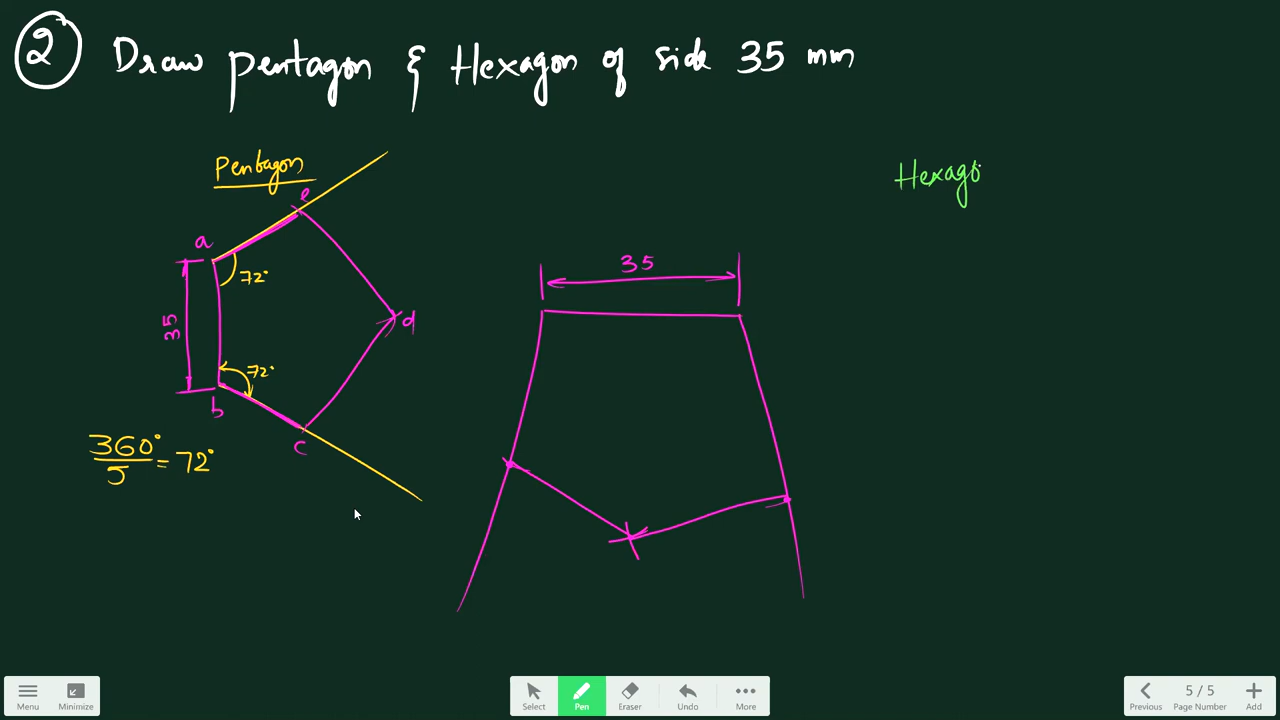 2 Draw pentagon & Hexagon of side 35 mm
Pentagon
Hexago
e
a
72°
35
35
d
72°
b
c
360°/5 = 72°
Menu
Minimize
Select
Pen
Eraser
Undo
More
Previous
5 / 5
Page Number
Add